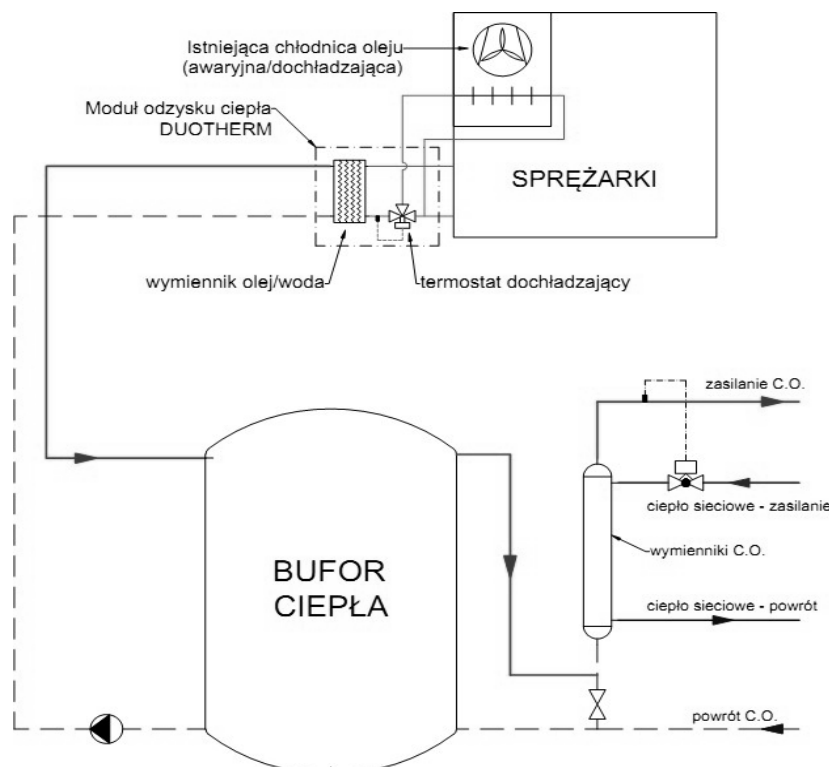 Istniejąca chłodnica oleju
(awaryjna/dochładzająca)
Moduł odzysku ciepła
DUOTHERM
SPRĘŻARKI
wymiennik olej/woda
termostat dochładzający
zasilanie C.O.
ciepło sieciowe - zasilanie
wymienniki C.O.
BUFOR
CIEPŁA
ciepło sieciowe - powrót
powrót C.O.